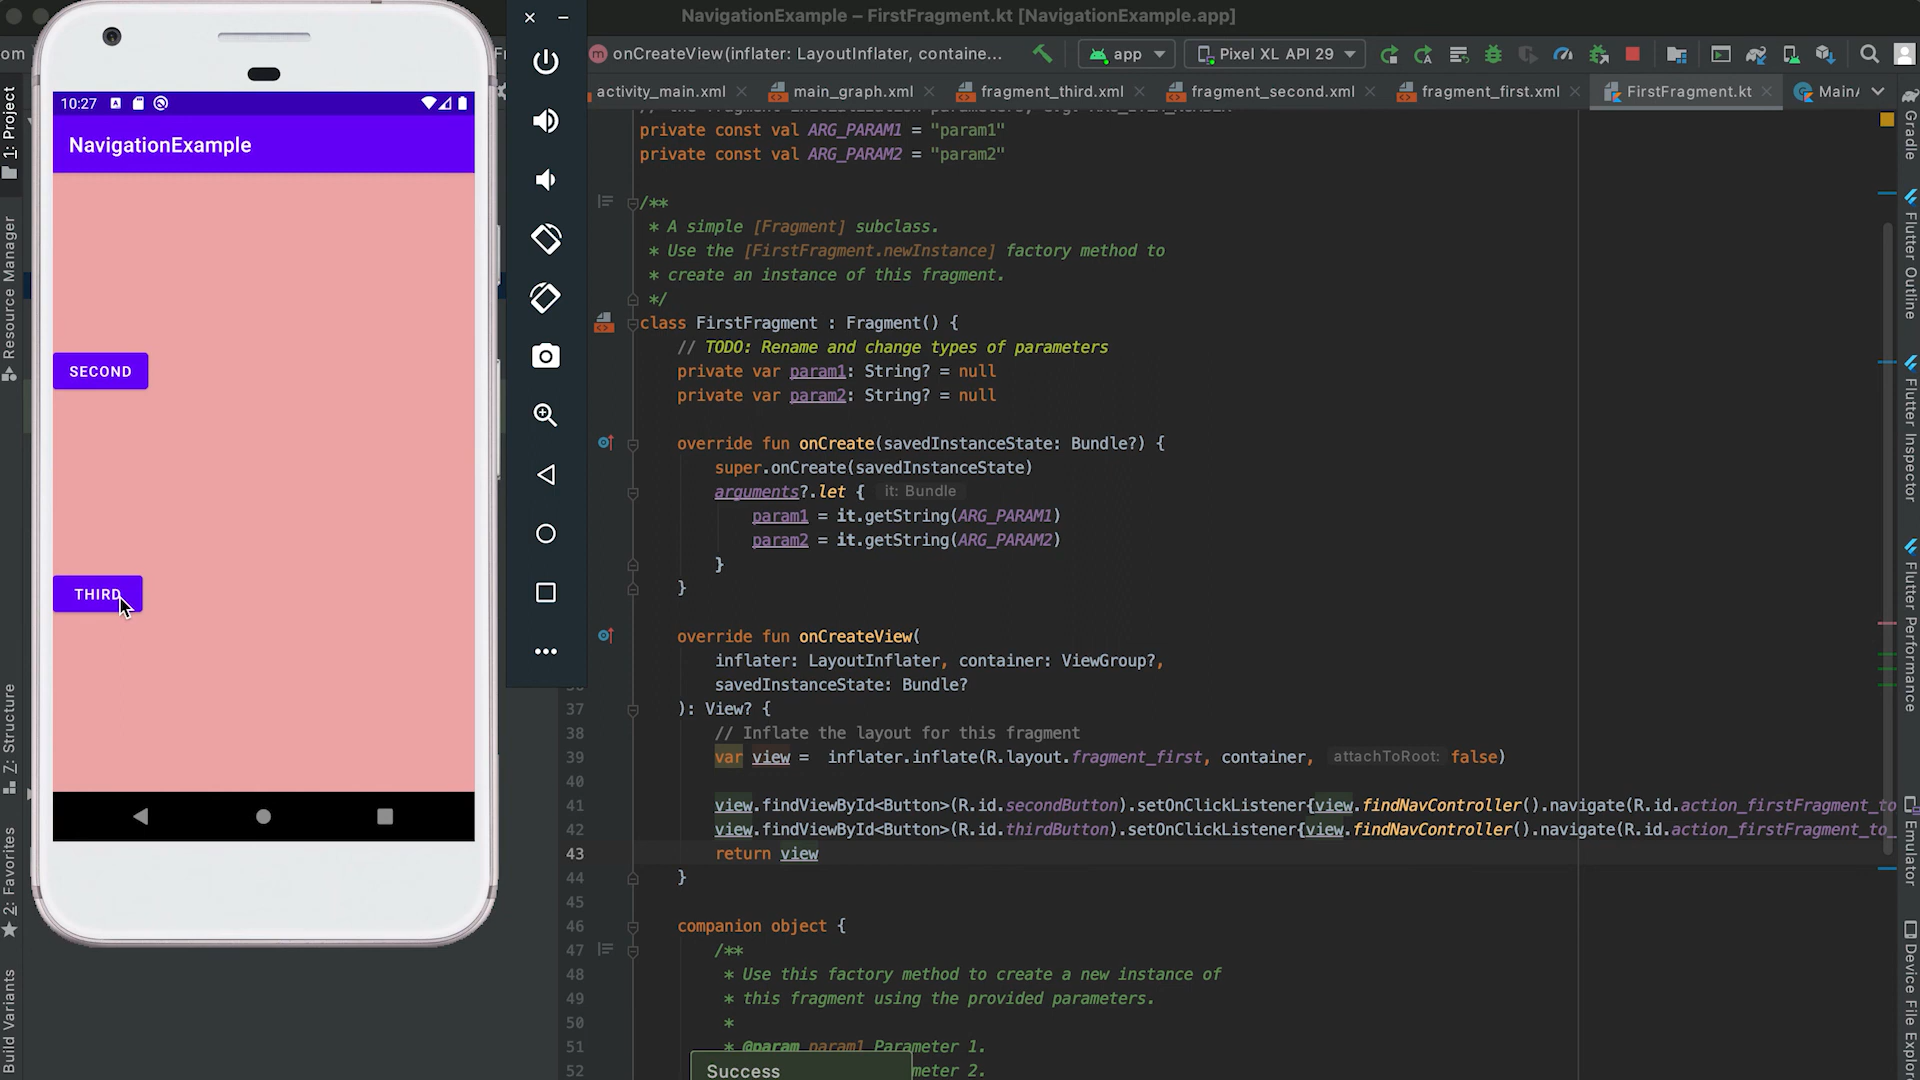 NavigationExample – FirstFragment.kt [NavigationExample.app]
om
onCreateView(inflater: LayoutInflater, containe...
app
Pixel XL API 29
activity_main.xml
main_graph.xml
fragment_third.xml
fragment_second.xml
fragment_first.xml
FirstFragment.kt
MainA
1: Project
Resource Manager
Z: Structure
2: Favorites
Build Variants
10:27
NavigationExample
SECOND
THIRD
private const val ARG_PARAM1 = "param1"
private const val ARG_PARAM2 = "param2"
/**
* A simple [Fragment] subclass.
* Use the [FirstFragment.newInstance] factory method to
* create an instance of this fragment.
*/
class FirstFragment : Fragment() {
// TODO: Rename and change types of parameters
private var param1: String? = null
private var param2: String? = null
override fun onCreate(savedInstanceState: Bundle?) {
super.onCreate(savedInstanceState)
arguments?.let { it: Bundle
param1 = it.getString(ARG_PARAM1)
param2 = it.getString(ARG_PARAM2)
}
}
override fun onCreateView(
inflater: LayoutInflater, container: ViewGroup?,
savedInstanceState: Bundle?
37 ): View? {
38 // Inflate the layout for this fragment
39 var view = inflater.inflate(R.layout.fragment_first, container, attachToRoot: false)
40
41 view.findViewById<Button>(R.id.secondButton).setOnClickListener{view.findNavController().navigate(R.id.action_firstFragment_to
42 view.findViewById<Button>(R.id.thirdButton).setOnClickListener{view.findNavController().navigate(R.id.action_firstFragment_to_
43 return view
44 }
45
46 companion object {
47 /**
48 * Use this factory method to create a new instance of
49 * this fragment using the provided parameters.
50 *
51 * @param param1 Parameter 1.
52 meter 2.
Success
Gradle
Flutter Outline
Flutter Inspector
Flutter Performance
Emulator
Device File Explor